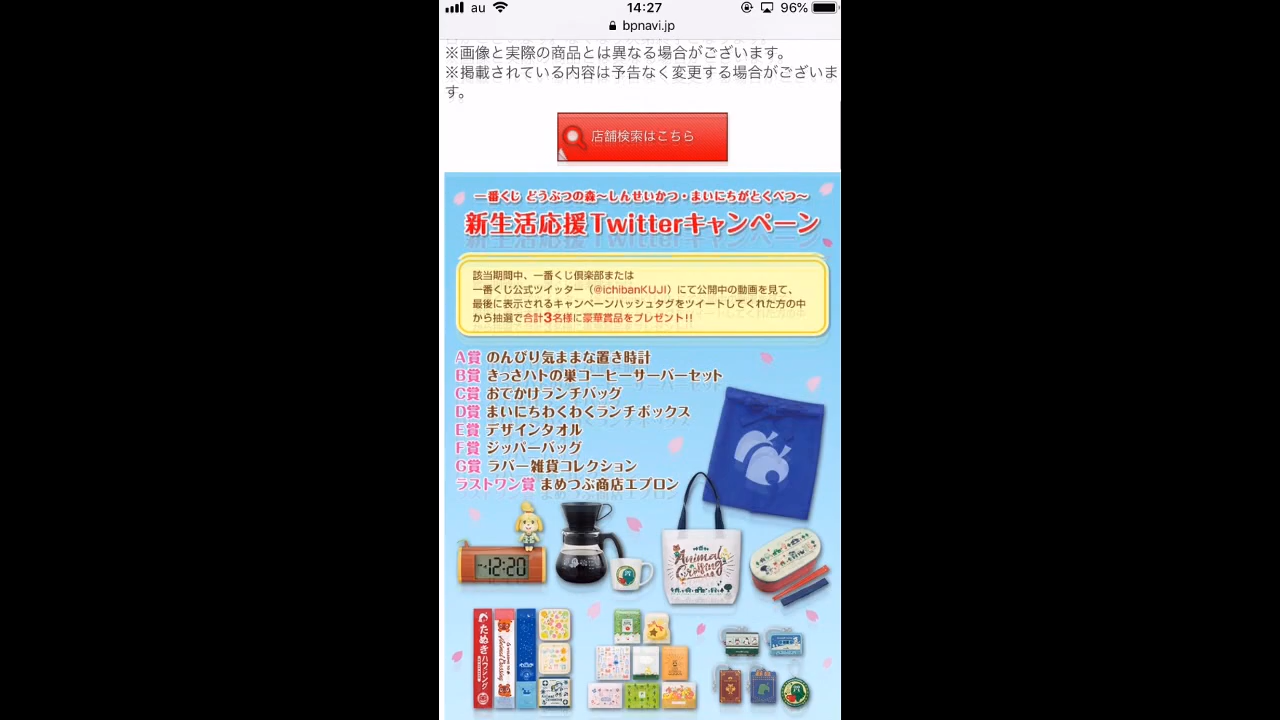 au 14:27 96%
bpnavi.jp
※画像と実際の商品とは異なる場合がございます。
※掲載されている内容は予告なく変更する場合がございま
す。
店舗検索はこちら
一番くじ どうぶつの森～しんせいかつ・まいにちがとくべつ～
新生活応援Twitterキャンペーン
該当期間中、一番くじ倶楽部または
一番くじ公式ツイッター（@ichibanKUJI）にて公開中の動画を見て、
最後に表示されるキャンペーンハッシュタグをツイートしてくれた方の中
から抽選で合計3名様に豪華賞品をプレゼント!!
A賞 のんびり気ままな置き時計
B賞 きっさハトの巣コーヒーサーバーセット
C賞 おでかけランチバッグ
D賞 まいにちわくわくランチボックス
E賞 デザインタオル
F賞 ジッパーバッグ
G賞 ラバー雑貨コレクション
ラストワン賞 まめつぶ商店エプロン
12:20
Animal
Crossing
たぬきハウジング
Animal Crossing